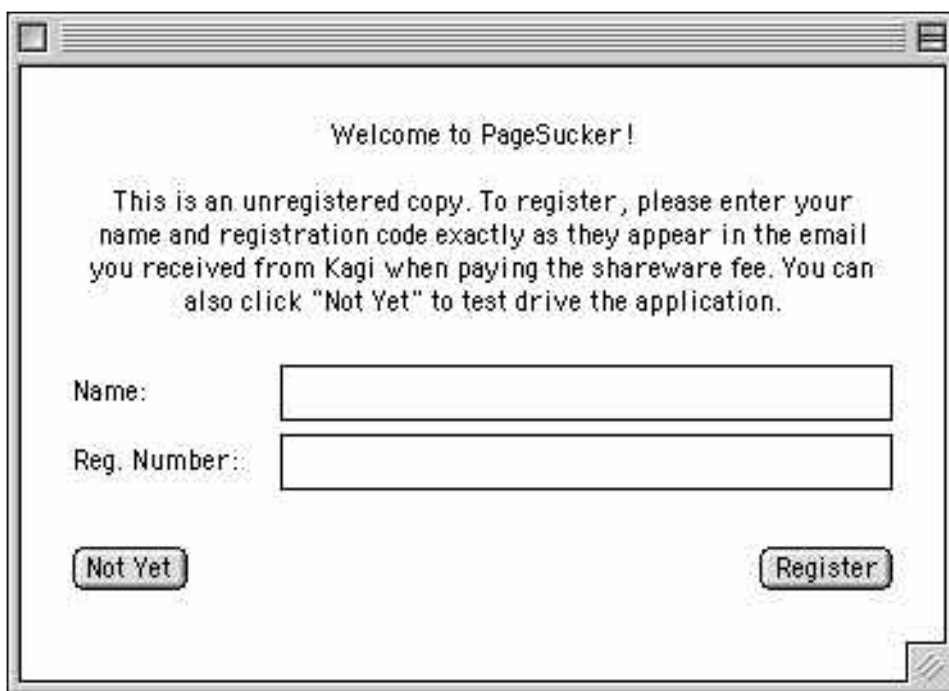 Welcome to PageSucker!
This is an unregistered copy. To register, please enter your
name and registration code exactly as they appear in the email
you received from Kagi when paying the shareware fee. You can
also click "Not Yet" to test drive the application.
Name:
Reg. Number:
Not Yet
Register